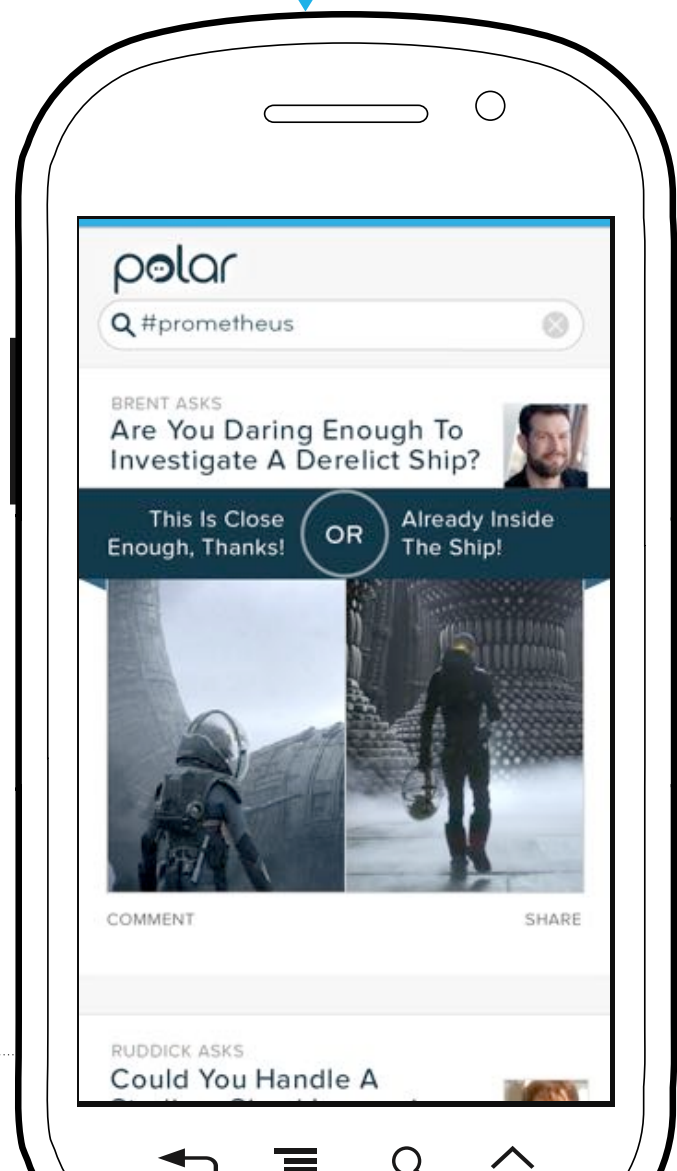 polar
#prometheus
BRENT ASKS
Are You Daring Enough To
Investigate A Derelict Ship?
This Is Close
Enough, Thanks!
OR
Already Inside
The Ship!
COMMENT
SHARE
RUDDICK ASKS
Could You Handle A